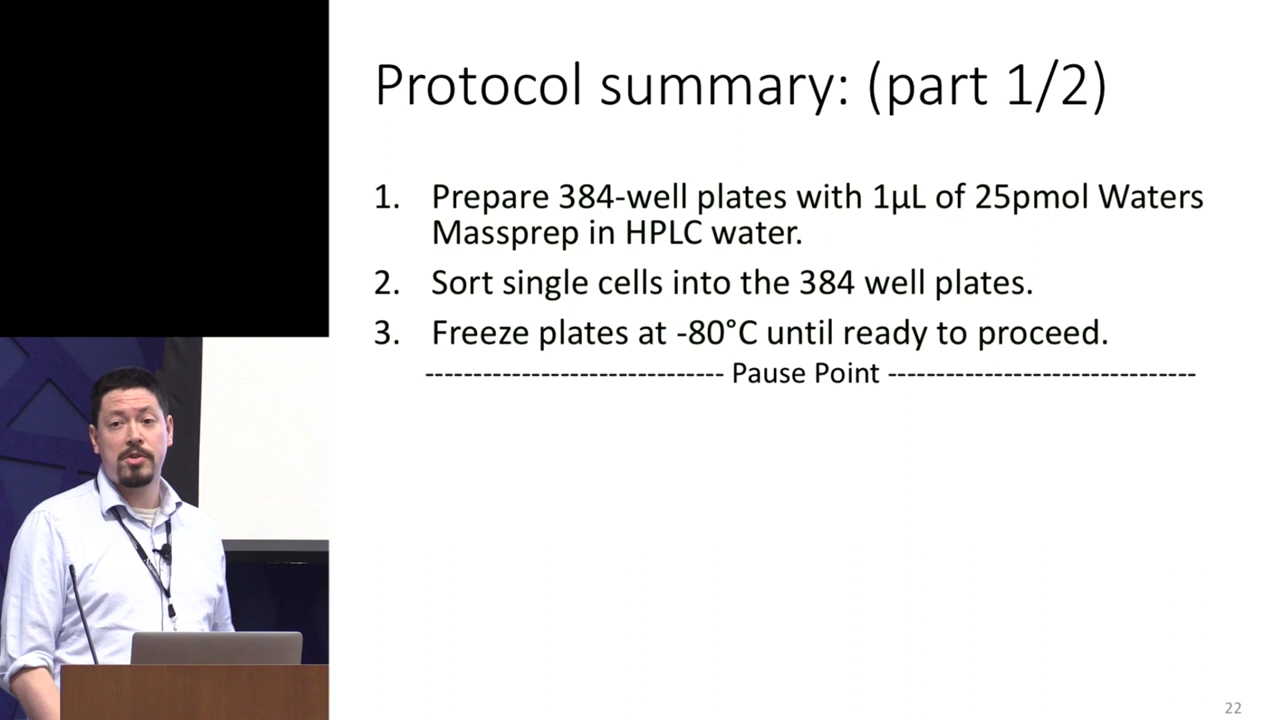 Protocol summary: (part 1/2)
1. Prepare 384-well plates with 1µL of 25pmol Waters
Massprep in HPLC water.
2. Sort single cells into the 384 well plates.
3. Freeze plates at -80°C until ready to proceed.
------------------------------- Pause Point --------------------------------
22